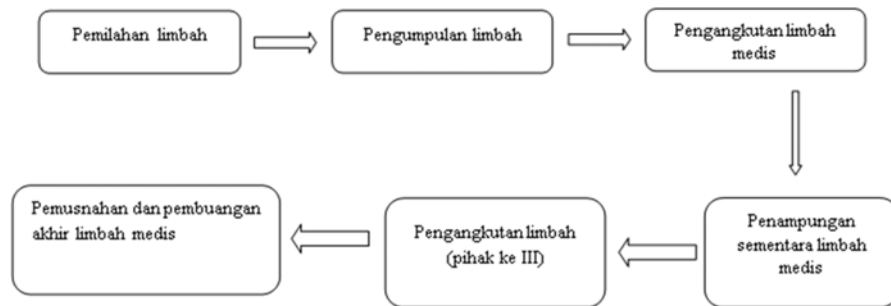 Pemilahan limbah
Pengumpulan limbah
Pengangkutan limbah
medis
Penampungan
sementara limbah
medis
Pengangkutan limbah
(pihak ke III)
Pemusnahan dan pembuangan
akhir limbah medis